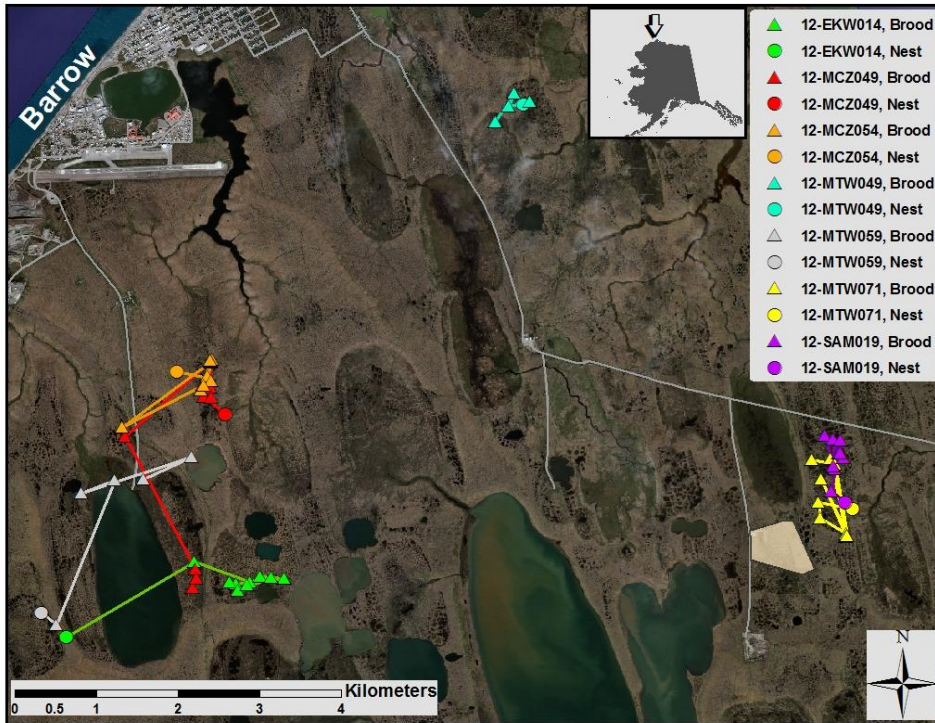 Barrow
12-EKW014, Brood
12-EKW014, Nest
12-MCZ049, Brood
12-MCZ049, Nest
12-MCZ054, Brood
12-MCZ054, Nest
12-MTW049, Brood
12-MTW049, Nest
12-MTW059, Brood
12-MTW059, Nest
12-MTW071, Brood
12-MTW071, Nest
12-SAM019, Brood
12-SAM019, Nest
N
Kilometers
0 0.5 1 2 3 4